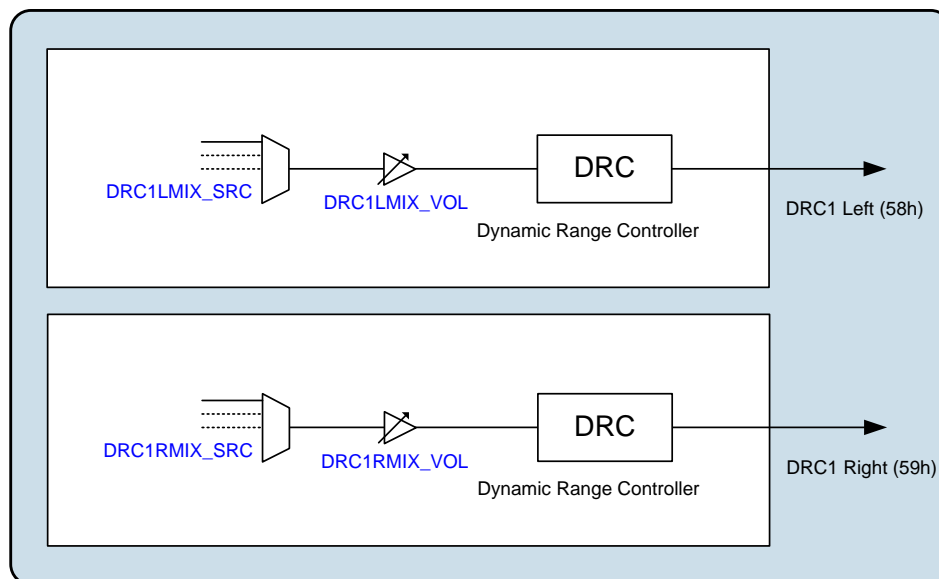 DRC
DRC1LMIX_SRC
DRC1LMIX_VOL
DRC1 Left (58h)
Dynamic Range Controller
DRC
DRC1RMIX_SRC
DRC1RMIX_VOL
DRC1 Right (59h)
Dynamic Range Controller